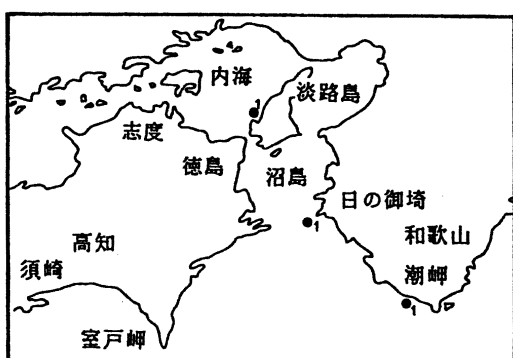 内海
1
淡路島
志度
徳島
沼島
日の御埼
1
和歌山
高知
潮岬
須崎
1
室戸岬